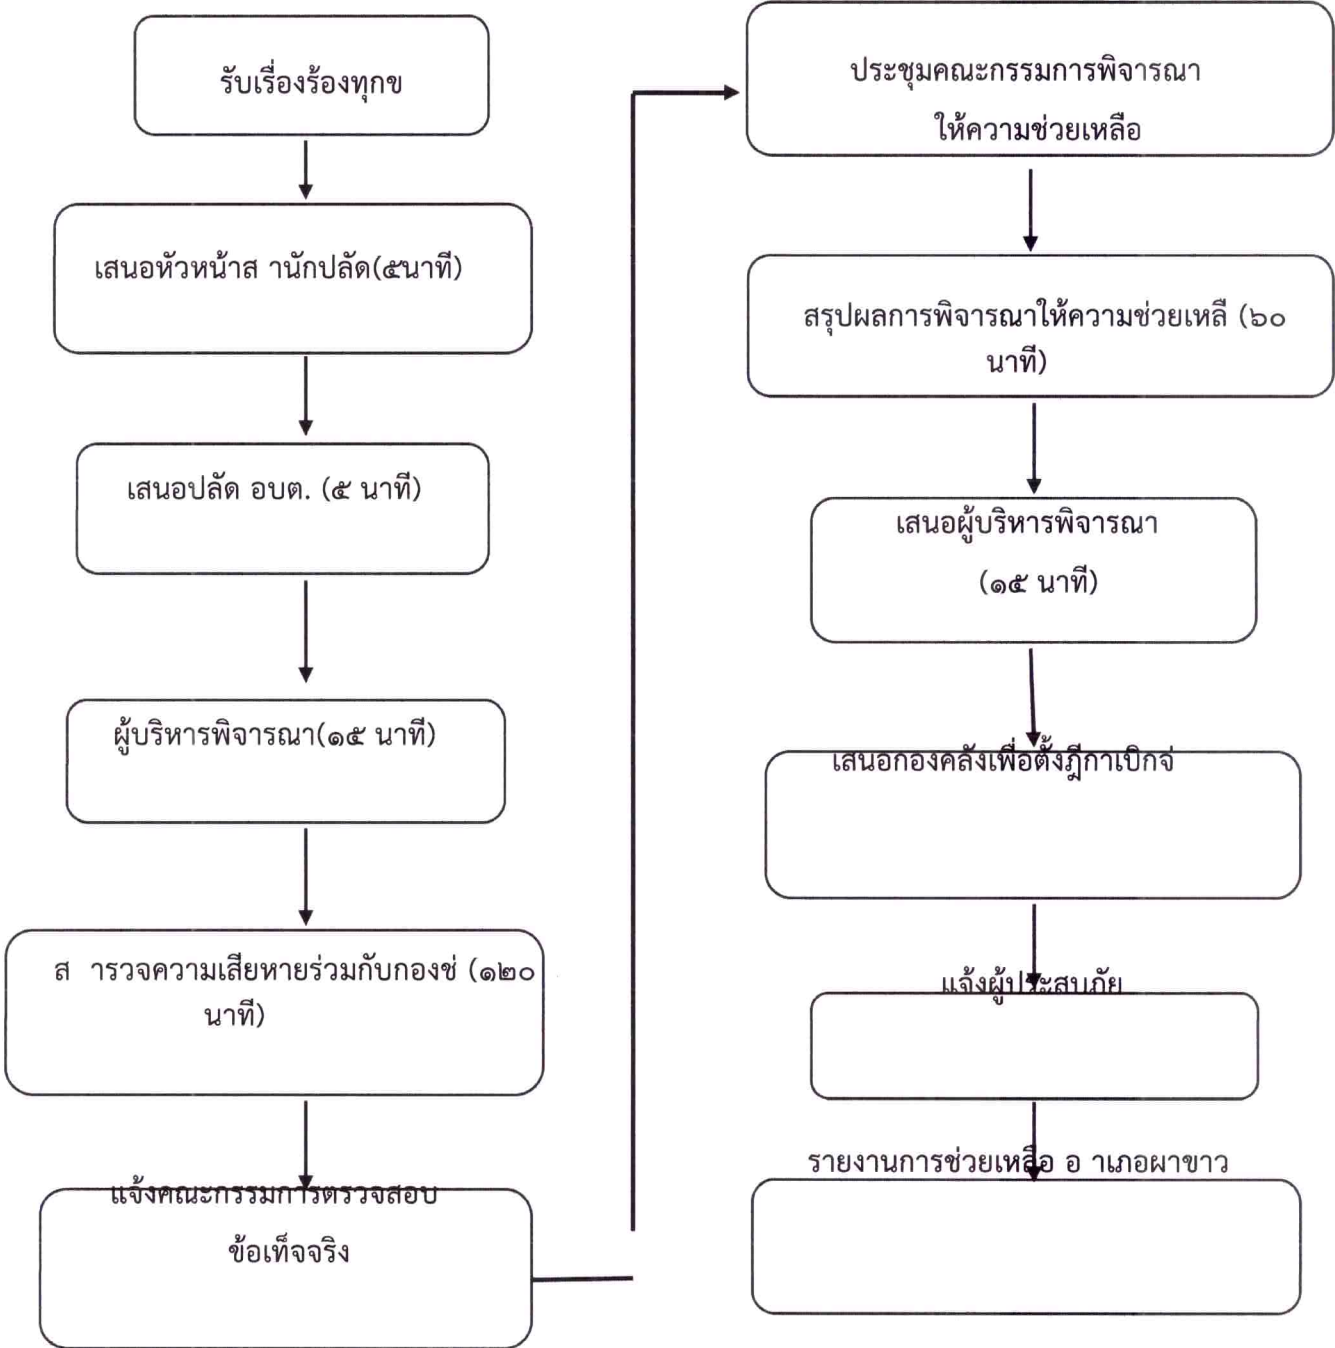 รับเรื่องร้องทุกข
เสนอหัวหน้าส านักปลัด(๕นาที)
เสนอปลัด อบต. (๕ นาที)
ผู้บริหารพิจารณา(๑๕ นาที)
ส ารวจความเสียหายร่วมกับกองช่ (๑๒๐
นาที)
แจ้งคณะกรรมการตรวจสอบ
ข้อเท็จจริง
ประชุมคณะกรรมการพิจารณา
ให้ความช่วยเหลือ
สรุปผลการพิจารณาให้ความช่วยเหลื (๖๐
นาที)
เสนอผู้บริหารพิจารณา
(๑๕ นาที)
เสนอกองคลังเพื่อตั้งฎีกาเบิกจ่
แจ้งผู้ประสบภัย
รายงานการช่วยเหลือ อ าเภอผาขาว